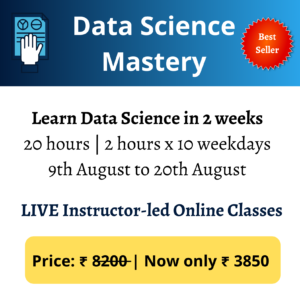 Data Science
Mastery
Best
Seller
Learn Data Science in 2 weeks
20 hours | 2 hours x 10 weekdays
9th August to 20th August
LIVE Instructor-led Online Classes
Price: ₹ 8200 | Now only ₹ 3850